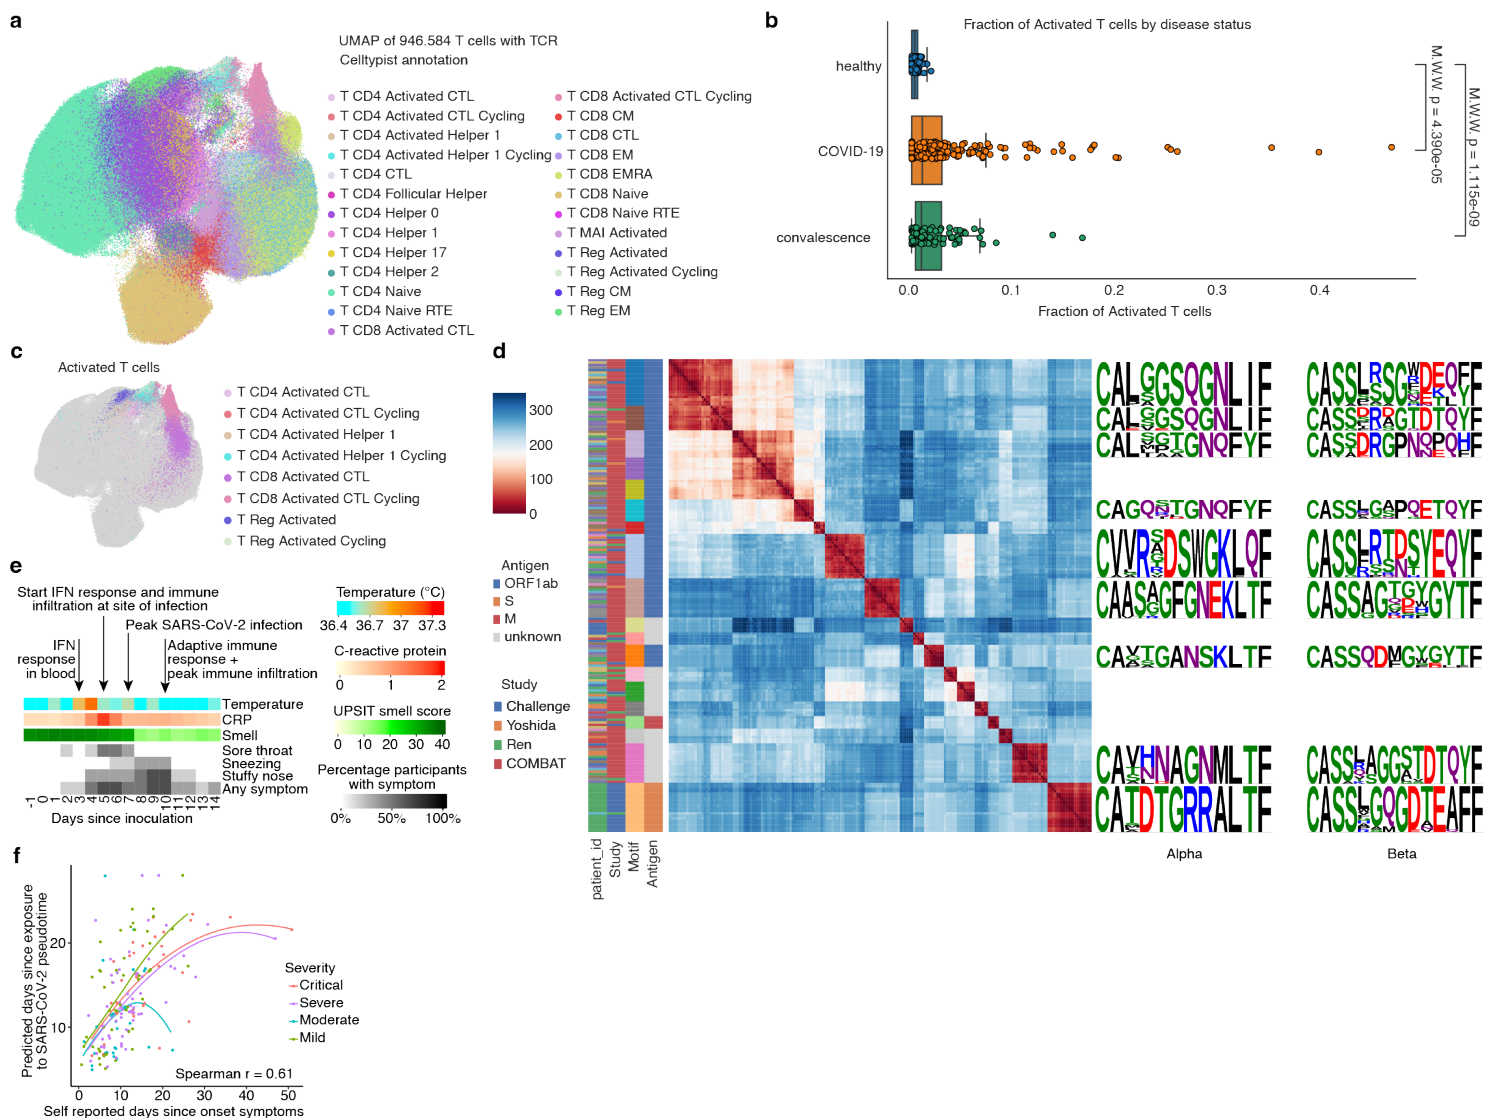 a
UMAP of 946.584 T cells with TCR
Celltypist annotation
T CD4 Activated CTL
T CD4 Activated CTL Cycling
T CD4 Activated Helper 1
T CD4 Activated Helper 1 Cycling
T CD4 CTL
T CD4 Follicular Helper
T CD4 Helper 0
T CD4 Helper 1
T CD4 Helper 17
T CD4 Helper 2
T CD4 Naive
T CD4 Naive RTE
T CD8 Activated CTL
T CD8 Activated CTL Cycling
T CD8 CM
T CD8 CTL
T CD8 EM
T CD8 EMRA
T CD8 Naive
T CD8 Naive RTE
T MAI Activated
T Reg Activated
T Reg Activated Cycling
T Reg CM
T Reg EM
b
Fraction of Activated T cells by disease status
healthy
COVID-19
convalescence
M.W.W. p = 4.390e-05
M.W.W. p = 1.115e-09
0.0 0.1 0.2 0.3 0.4
Fraction of Activated T cells
c
Activated T cells
T CD4 Activated CTL
T CD4 Activated CTL Cycling
T CD4 Activated Helper 1
T CD4 Activated Helper 1 Cycling
T CD8 Activated CTL
T CD8 Activated CTL Cycling
T Reg Activated
T Reg Activated Cycling
d
300
200
100
0
Antigen
ORF1ab
S
M
unknown
Study
Challenge
Yoshida
Ren
COMBAT
patient_id
Study
Motif
Antigen
Alpha
Beta
e
Start IFN response and immune
infiltration at site of infection
Peak SARS-CoV-2 infection
IFN
response
in blood
Adaptive immune
response +
peak immune infiltration
Temperature
CRP
Smell
Sore throat
Sneezing
Stuffy nose
Any symptom
-1 0 1 2 3 4 5 6 7 8 9 10 11 12 13 14
Days since inoculation
Temperature (°C)
36.4 36.7 37 37.3
C-reactive protein
0 1 2
UPSIT smell score
0 10 20 30 40
Percentage participants
with symptom
0% 50% 100%
f
Predicted days since exposure
to SARS-CoV-2 pseudotime
20
10
Severity
Critical
Severe
Moderate
Mild
Spearman r = 0.61
0 10 20 30 40 50
Self reported days since onset symptoms